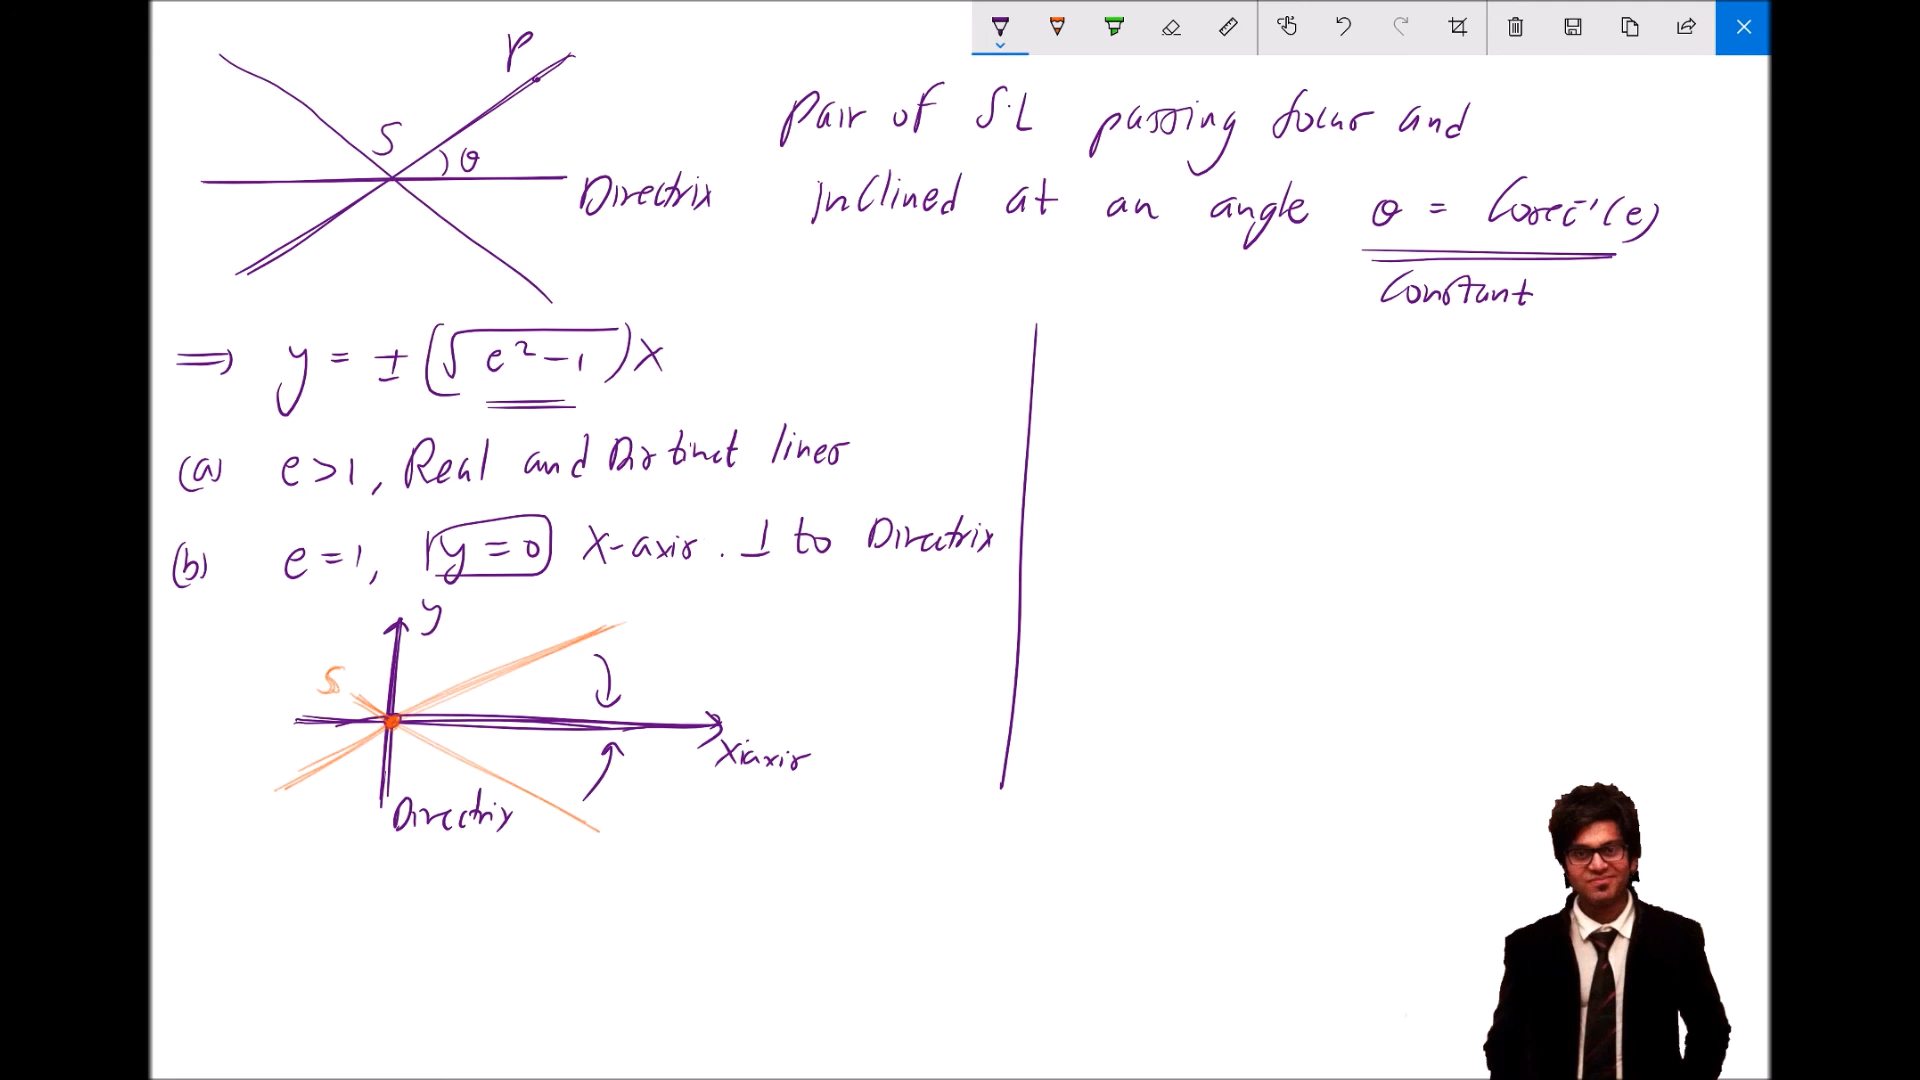 P
S
θ
Directrix
Pair of S.L passing focus and
inclined at an angle θ = Cosec⁻¹(e)
Constant
⟹ y = ± (√e²-1)x
(a) e>1, Real and Distinct lines
(b) e=1, y=0 X-axis. ⊥ to Directrix
y
S
X-axis
Directrix